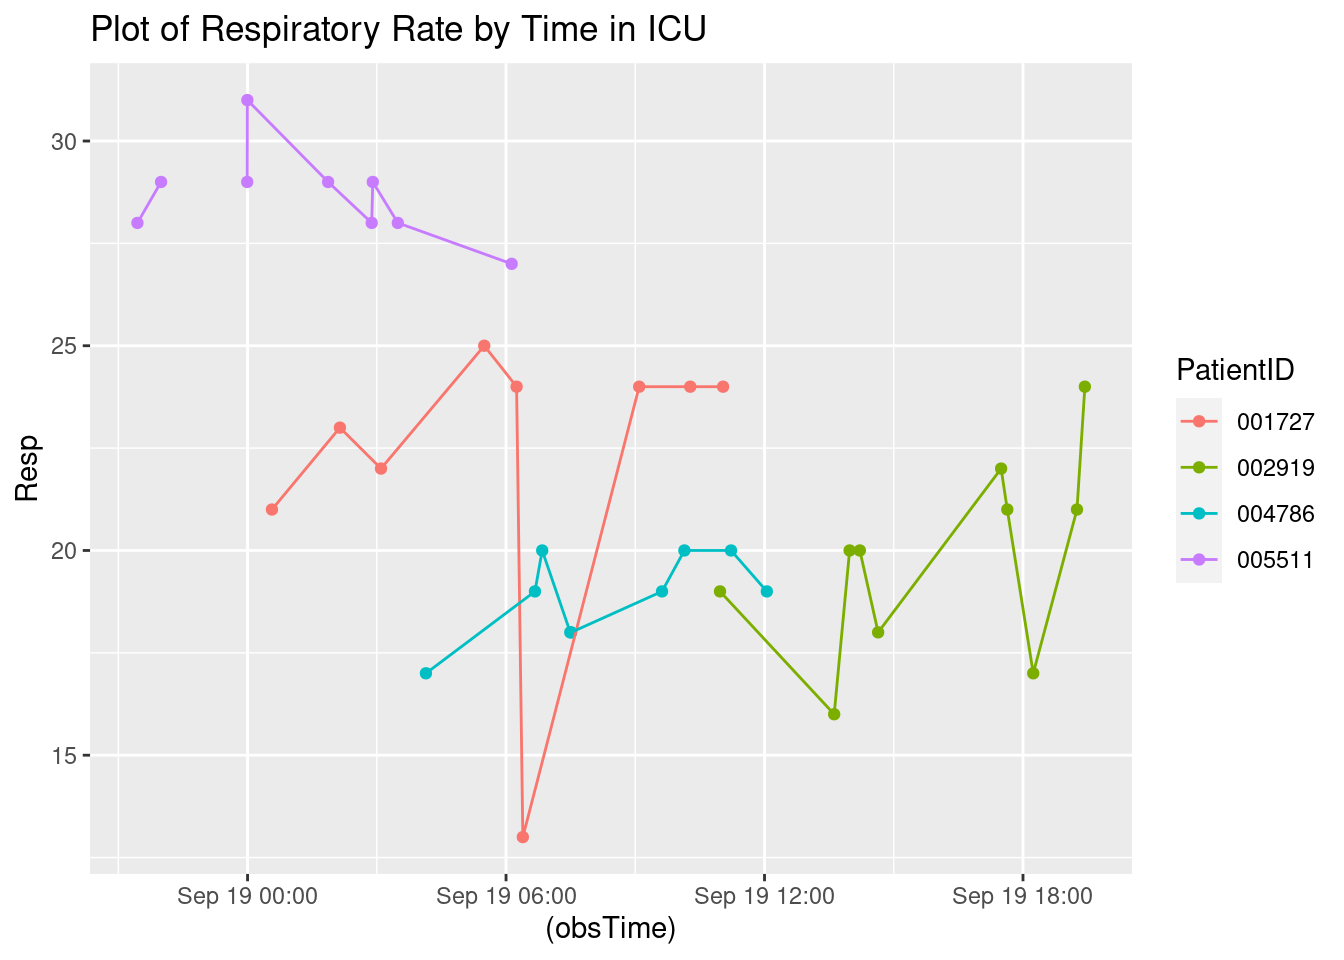 Plot of Respiratory Rate by Time in ICU
30
25
20
15
Resp
Sep 19 00:00 Sep 19 06:00 Sep 19 12:00 Sep 19 18:00
(obsTime)
PatientID
001727
002919
004786
005511